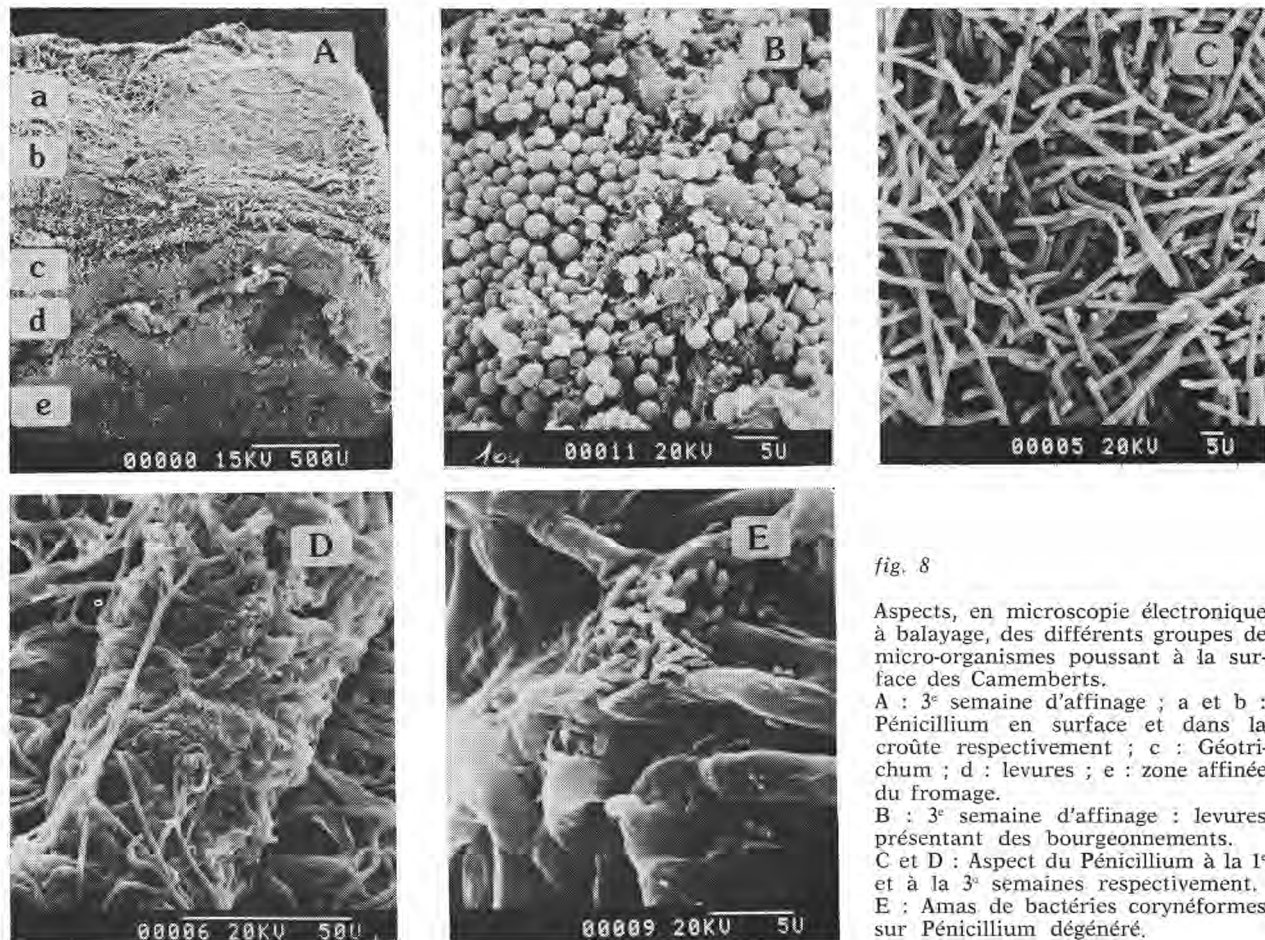 A
a
b
c
d
e
00000 15KV 500U
B
10u 00011 20KV 5U
C
00005 20KV 5U
D
00006 20KV 50U
E
00009 20KV 5U
fig. 8
Aspects, en microscopie électronique
à balayage, des différents groupes de
micro-organismes poussant à la sur-
face des Camemberts.
A : 3e semaine d'affinage ; a et b :
Pénicillium en surface et dans la
croûte respectivement ; c : Géotri-
chum ; d : levures ; e : zone affinée
du fromage.
B : 3e semaine d'affinage : levures
présentant des bourgeonnements.
C et D : Aspect du Pénicillium à la 1e
et à la 3e semaines respectivement.
E : Amas de bactéries corynéformes
sur Pénicillium dégénéré.